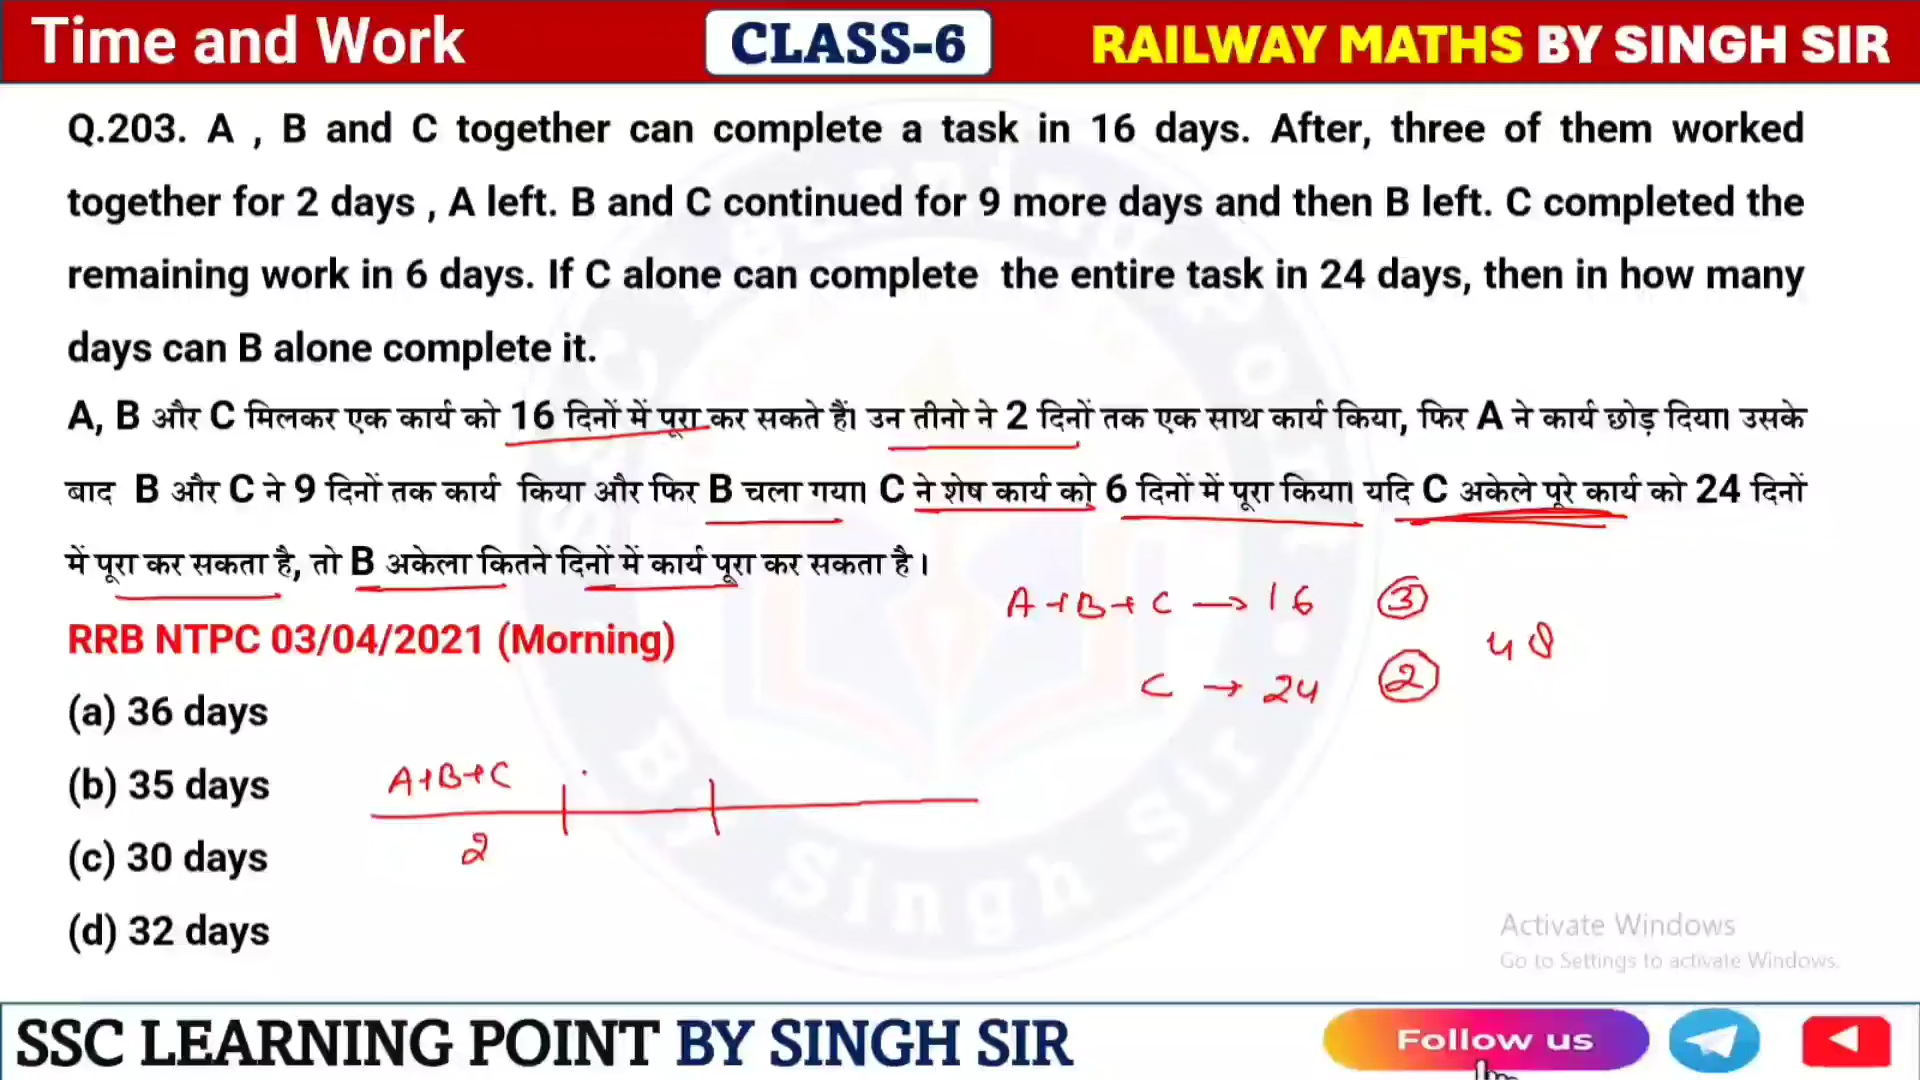 Time and Work
CLASS-6
RAILWAY MATHS BY SINGH SIR
Q.203. A , B and C together can complete a task in 16 days. After, three of them worked
together for 2 days , A left. B and C continued for 9 more days and then B left. C completed the
remaining work in 6 days. If C alone can complete the entire task in 24 days, then in how many
days can B alone complete it.
A, B और C मिलकर एक कार्य को 16 दिनों में पूरा कर सकते हैं। उन तीनो ने 2 दिनों तक एक साथ कार्य किया, फिर A ने कार्य छोड़ दिया। उसके
बाद B और C ने 9 दिनों तक कार्य किया और फिर B चला गया। C ने शेष कार्य को 6 दिनों में पूरा किया। यदि C अकेले पूरे कार्य को 24 दिनों
में पूरा कर सकता है, तो B अकेला कितने दिनों में कार्य पूरा कर सकता है ।
A+B+C → 16 3
48
C → 24 2
RRB NTPC 03/04/2021 (Morning)
(a) 36 days
(b) 35 days
(c) 30 days
(d) 32 days
A+B+C
2
SSC Learning Point
By Singh Sir
Activate Windows
Go to Settings to activate Windows.
SSC LEARNING POINT BY SINGH SIR
Follow us